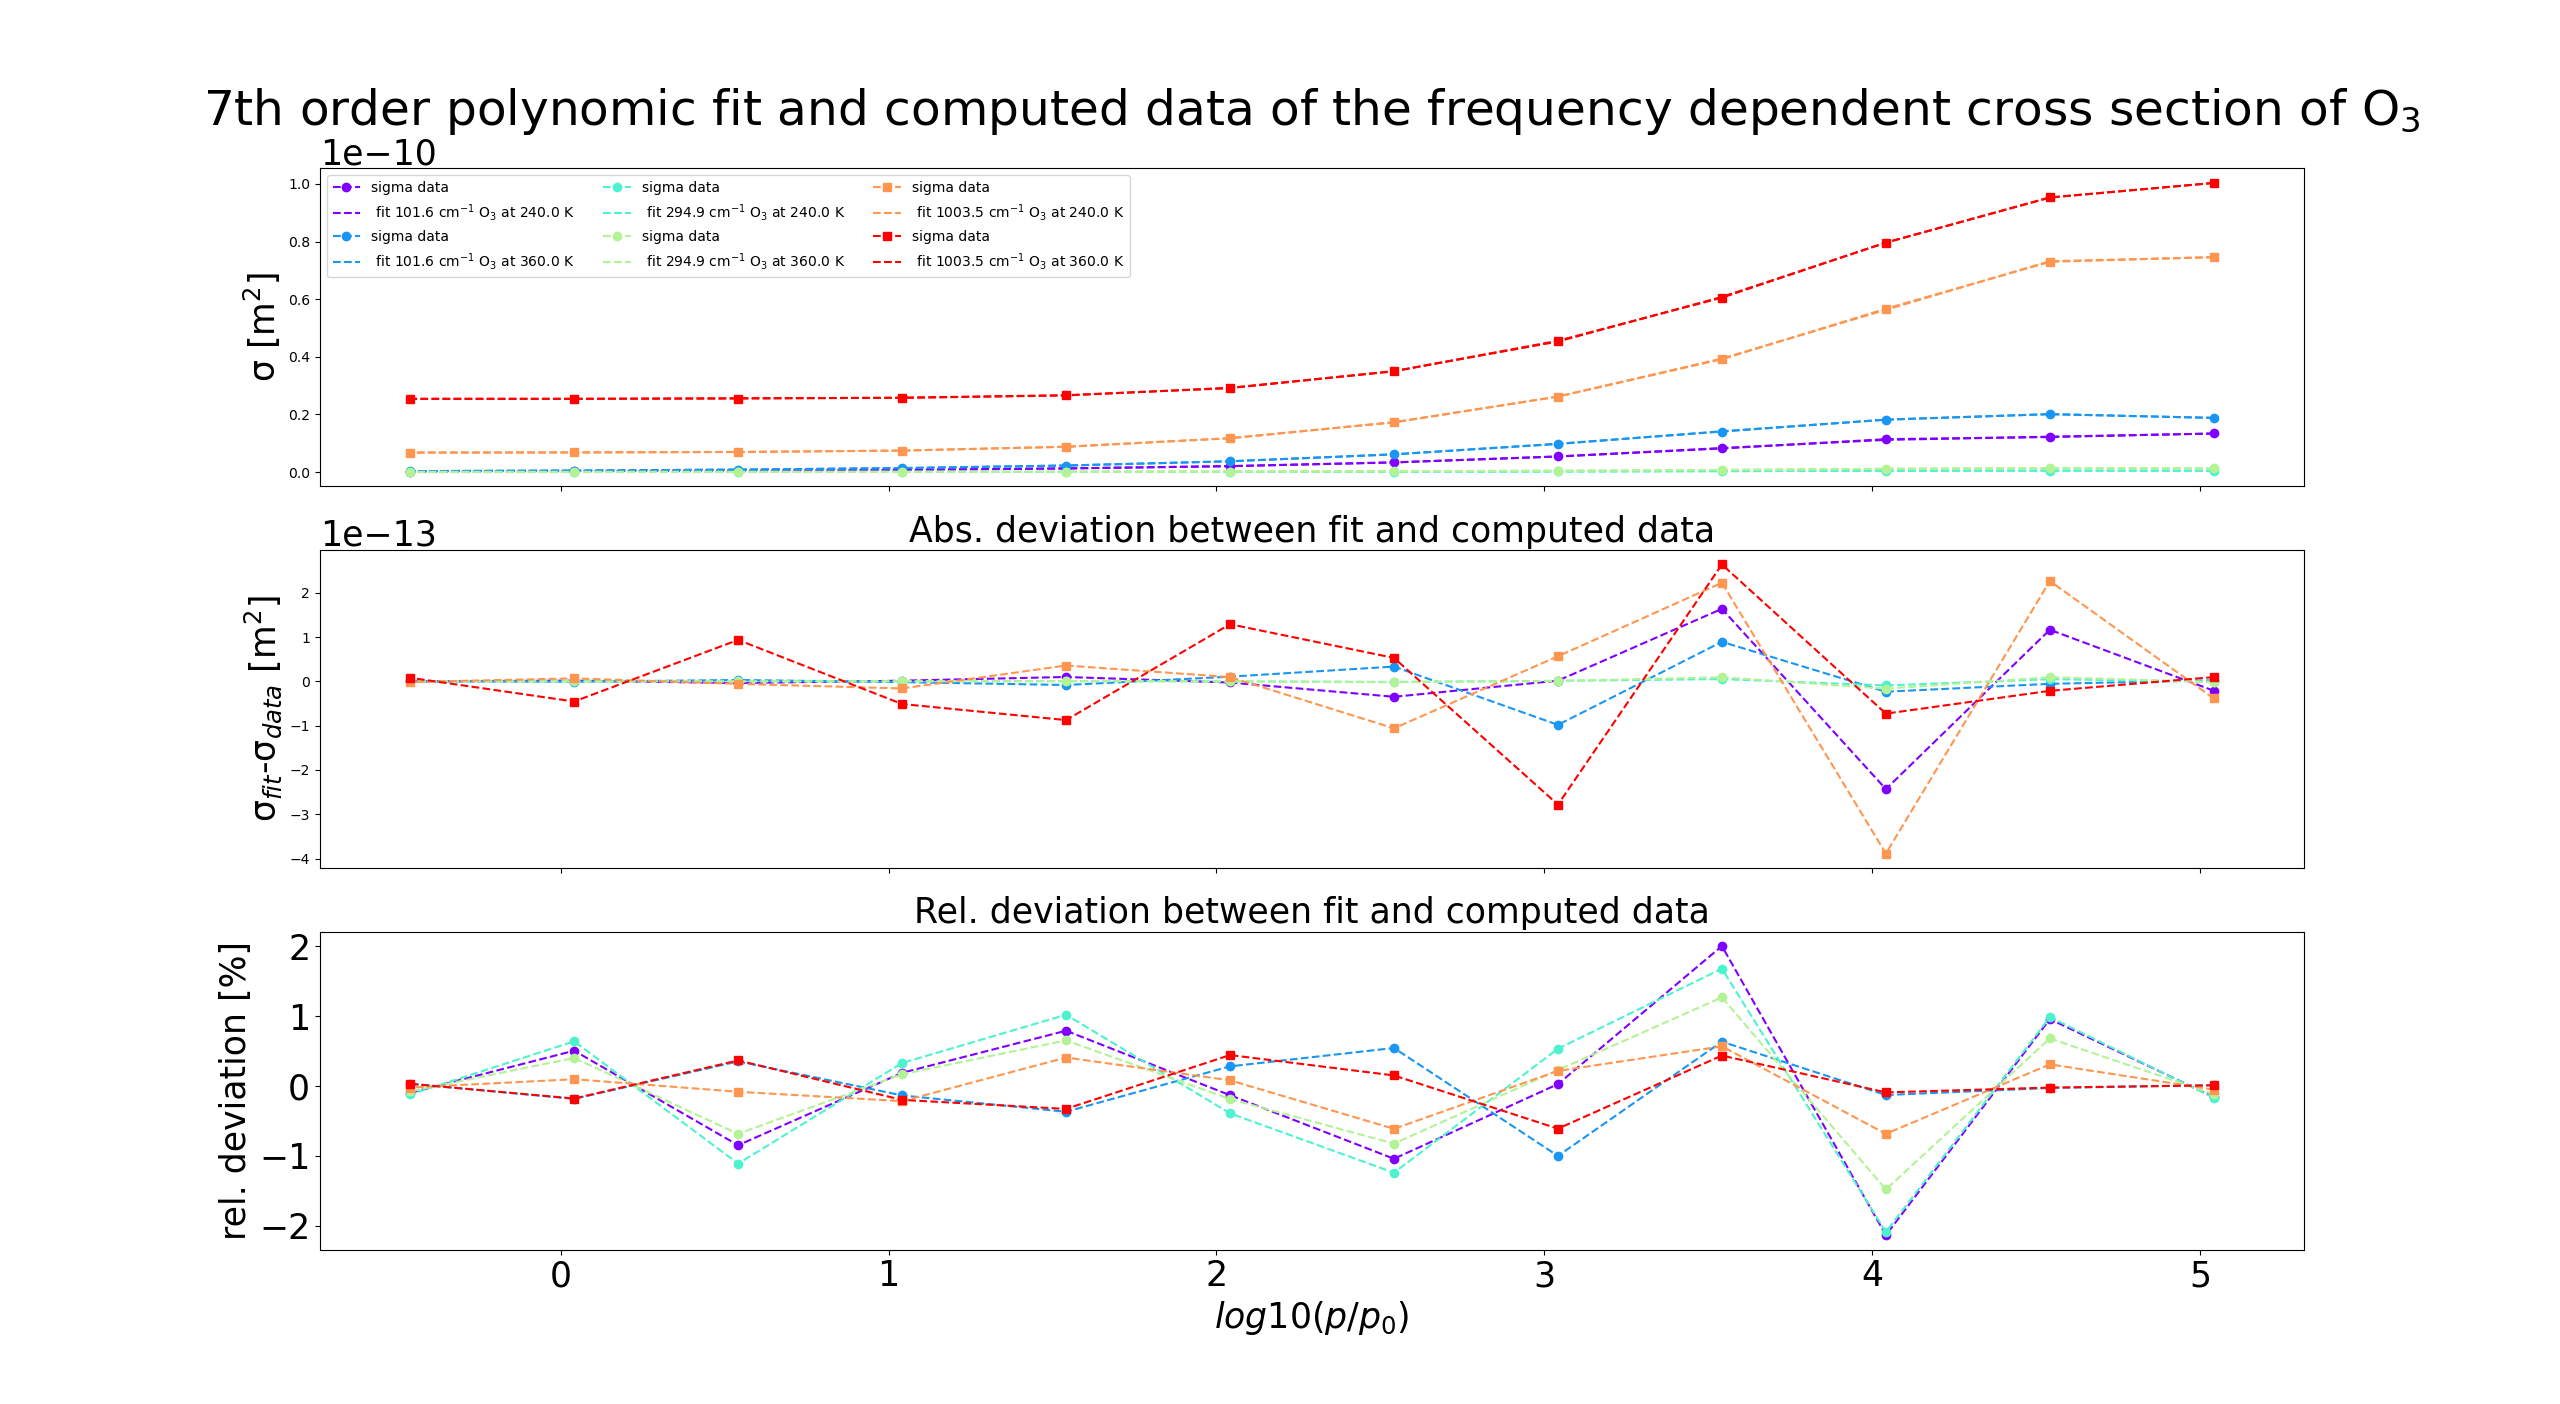 7th order polynomic fit and computed data of the frequency dependent cross section of O₃
1e−10
1.0
0.8
0.6
0.4
0.2
0.0
σ [m²]
sigma data
fit 101.6 cm⁻¹ O₃ at 240.0 K
sigma data
fit 101.6 cm⁻¹ O₃ at 360.0 K
sigma data
fit 294.9 cm⁻¹ O₃ at 240.0 K
sigma data
fit 294.9 cm⁻¹ O₃ at 360.0 K
sigma data
fit 1003.5 cm⁻¹ O₃ at 240.0 K
sigma data
fit 1003.5 cm⁻¹ O₃ at 360.0 K
Abs. deviation between fit and computed data
1e−13
2
1
0
−1
−2
−3
−4
σfit-σdata [m²]
Rel. deviation between fit and computed data
2
1
0
−1
−2
rel. deviation [%]
0 1 2 3 4 5
log10(p/p₀)